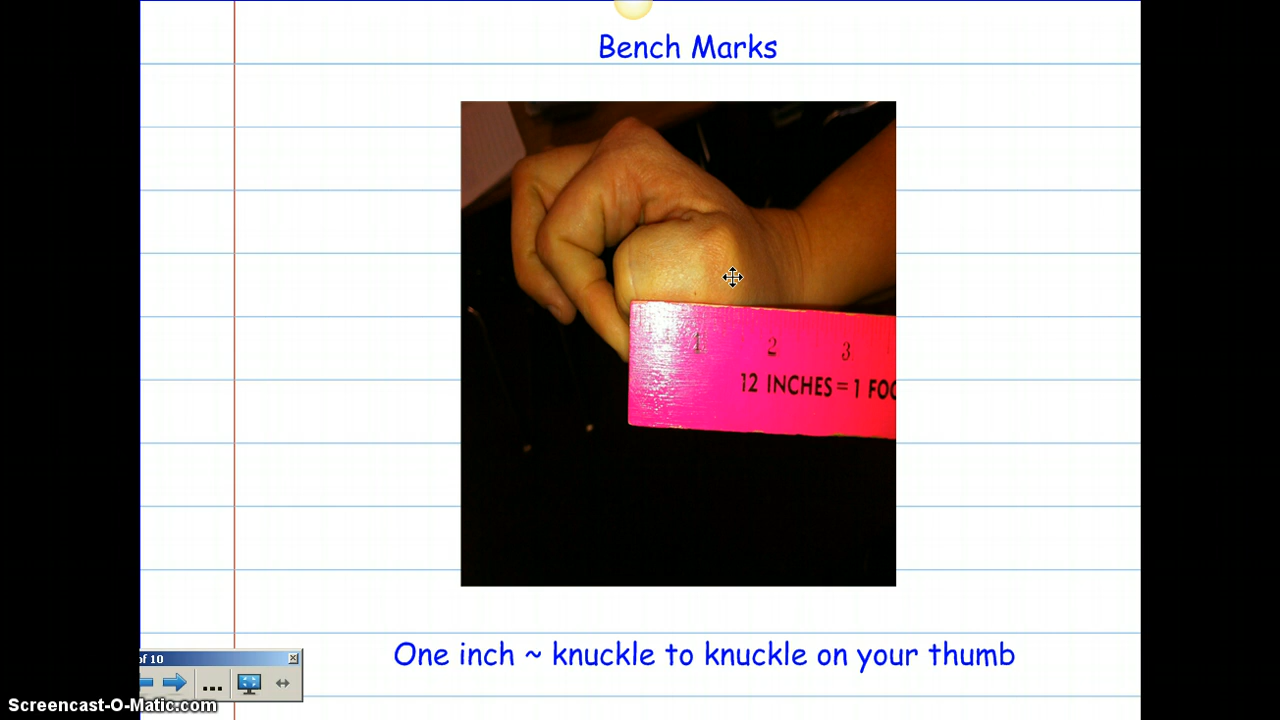 Bench Marks
1 2 3
12 INCHES = 1 FOO
One inch ~ knuckle to knuckle on your thumb
of 10
...
Screencast-O-Matic.com